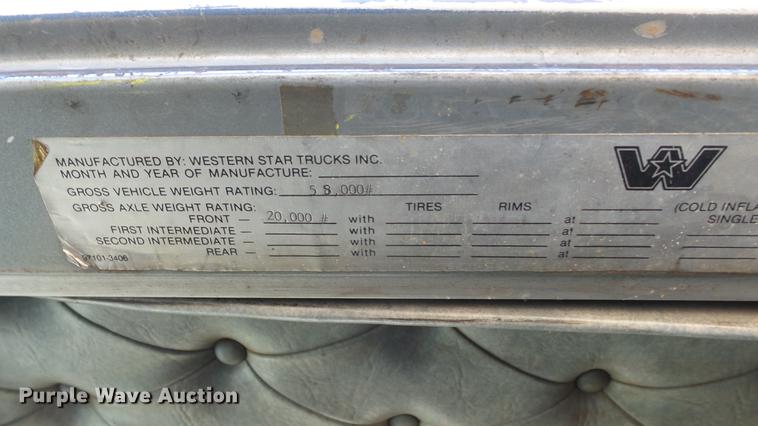 MANUFACTURED BY: WESTERN STAR TRUCKS INC.
MONTH AND YEAR OF MANUFACTURE:
GROSS VEHICLE WEIGHT RATING: 58,000#
GROSS AXLE WEIGHT RATING: TIRES RIMS (COLD INFLA
FRONT — 20,000 # with at SINGLE
FIRST INTERMEDIATE — with at
SECOND INTERMEDIATE — with at
REAR — with at
97101-3406
W
Purple Wave Auction